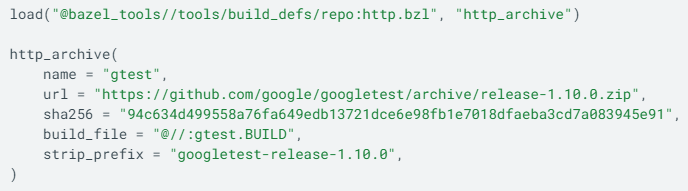 load("@bazel_tools//tools/build_defs/repo:http.bzl", "http_archive")

http_archive(
    name = "gtest",
    url = "https://github.com/google/googletest/archive/release-1.10.0.zip",
    sha256 = "94c634d499558a76fa649edb13721dce6e98fb1e7018dfaeba3cd7a083945e91",
    build_file = "@//:gtest.BUILD",
    strip_prefix = "googletest-release-1.10.0",
)